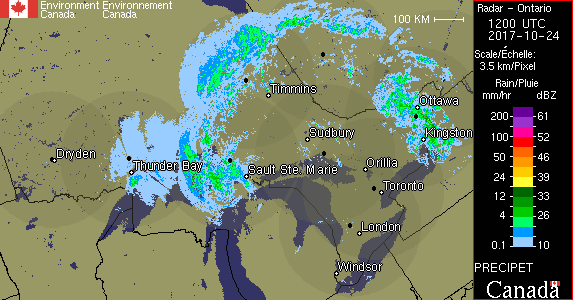 Environment Environnement
Canada Canada
100 KM
Timmins
Ottawa
Kingston
Sudbury
Dryden
Thunder Bay
Sault Ste. Marie
Orillia
Toronto
London
Windsor
Radar - Ontario
1200 UTC
2017-10-24
Scale/Échelle:
3.5 km/Pixel
Rain/Pluie
mm/hr dBZ
200 61
100 52
50 46
24 39
12 33
4 26
0.1 10
PRECIPET
Canada